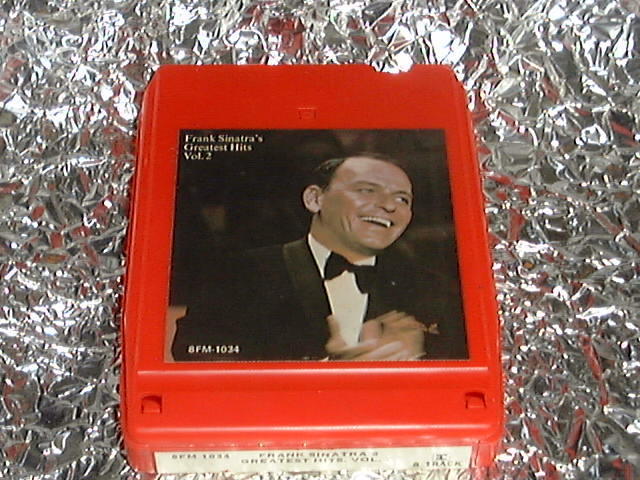 Frank Sinatra's
Greatest Hits
Vol. 2
8FM-1034
8FM 1034 FRANK SINATRA'S
GREATEST HITS, VOL.
8 TRACK